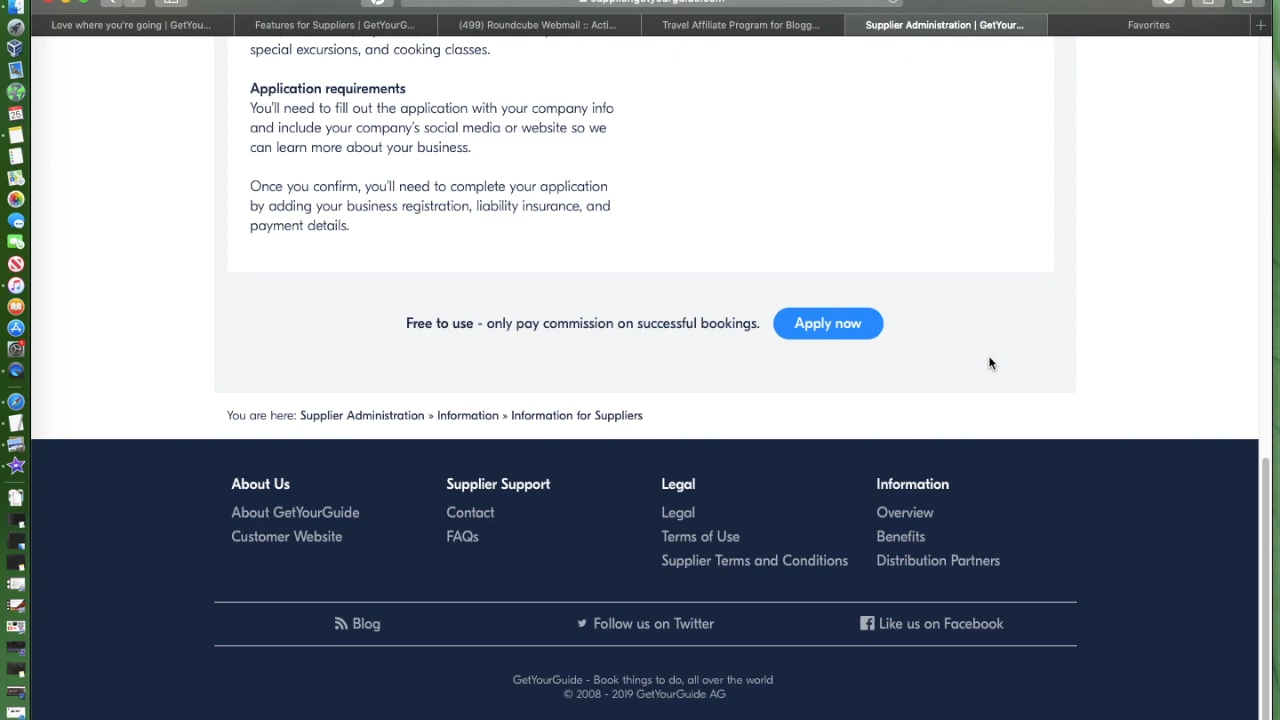 Love where you're going | GetYou...
Features for Suppliers | GetYourG...
(499) Roundcube Webmail :: Acti...
Travel Affiliate Program for Blogg...
Supplier Administration | GetYour...
Favorites
special excursions, and cooking classes.
Application requirements
You'll need to fill out the application with your company info
and include your company's social media or website so we
can learn more about your business.
Once you confirm, you'll need to complete your application
by adding your business registration, liability insurance, and
payment details.
Free to use - only pay commission on successful bookings.
Apply now
You are here: Supplier Administration » Information » Information for Suppliers
About Us
About GetYourGuide
Customer Website
Supplier Support
Contact
FAQs
Legal
Legal
Terms of Use
Supplier Terms and Conditions
Information
Overview
Benefits
Distribution Partners
Blog
Follow us on Twitter
Like us on Facebook
GetYourGuide - Book things to do, all over the world
© 2008 - 2019 GetYourGuide AG